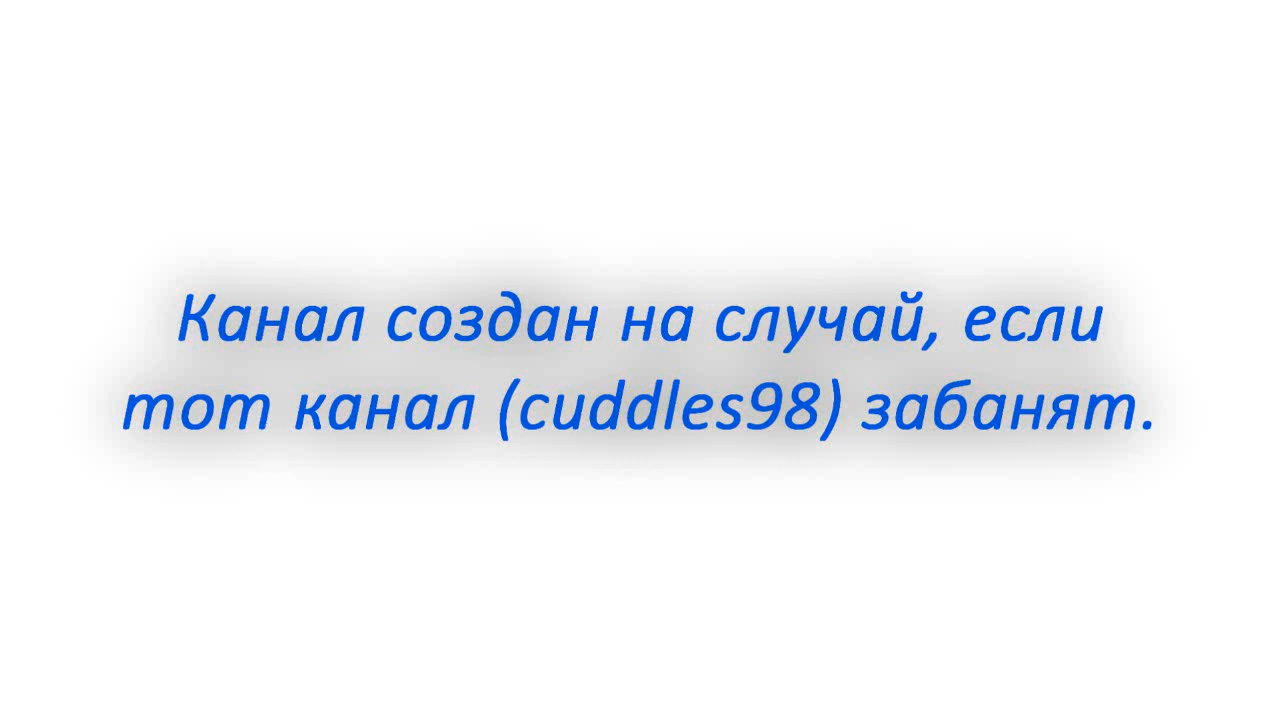 Канал создан на случай, если
тот канал (cuddles98) забанят.